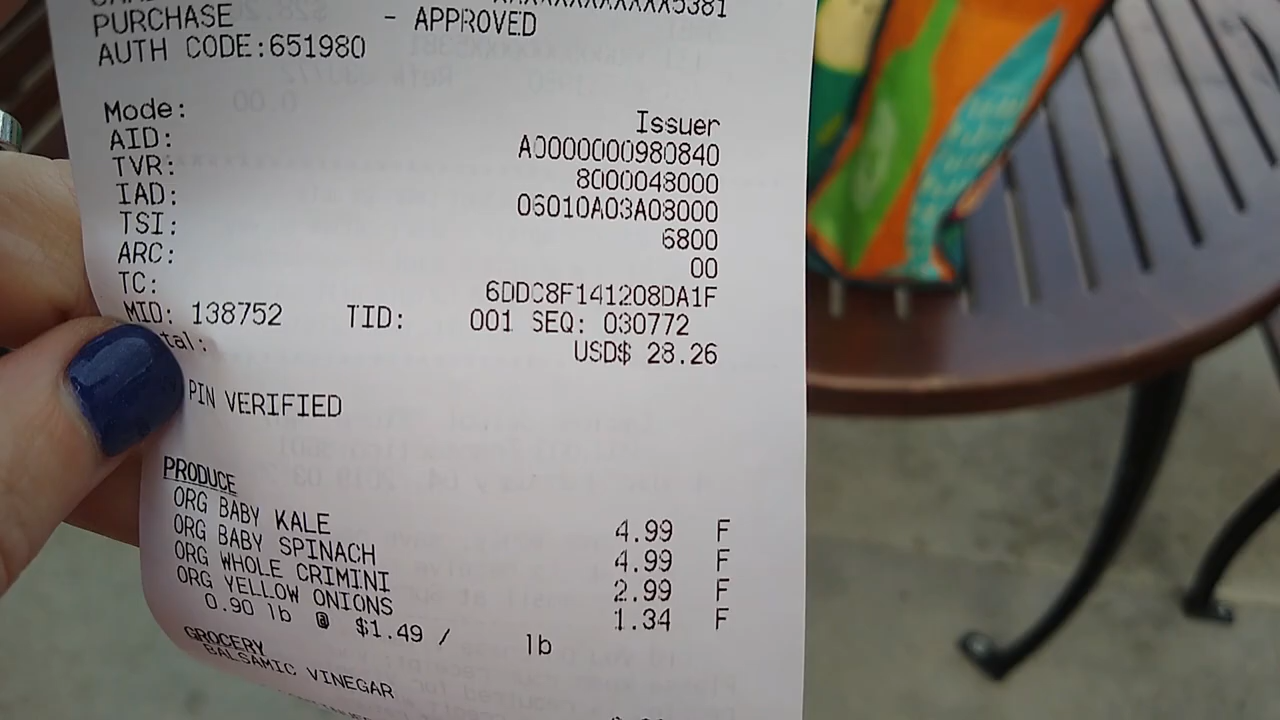 XXXXXXXXXXXX5381
PURCHASE - APPROVED
AUTH CODE:651980
Mode: Issuer
AID: A0000000980840
TVR: 8000048000
IAD: 06010A03A08000
TSI: 6800
ARC: 00
TC: 6DDC8F141208DA1F
MID: 138752 TID: 001 SEQ: 030772
tal: USD$ 28.26
PIN VERIFIED
PRODUCE
ORG BABY KALE 4.99 F
ORG BABY SPINACH 4.99 F
ORG WHOLE CRIMINI 2.99 F
ORG YELLOW ONIONS 1.34 F
0.90 lb @ $1.49 / lb
GROCERY
BALSAMIC VINEGAR